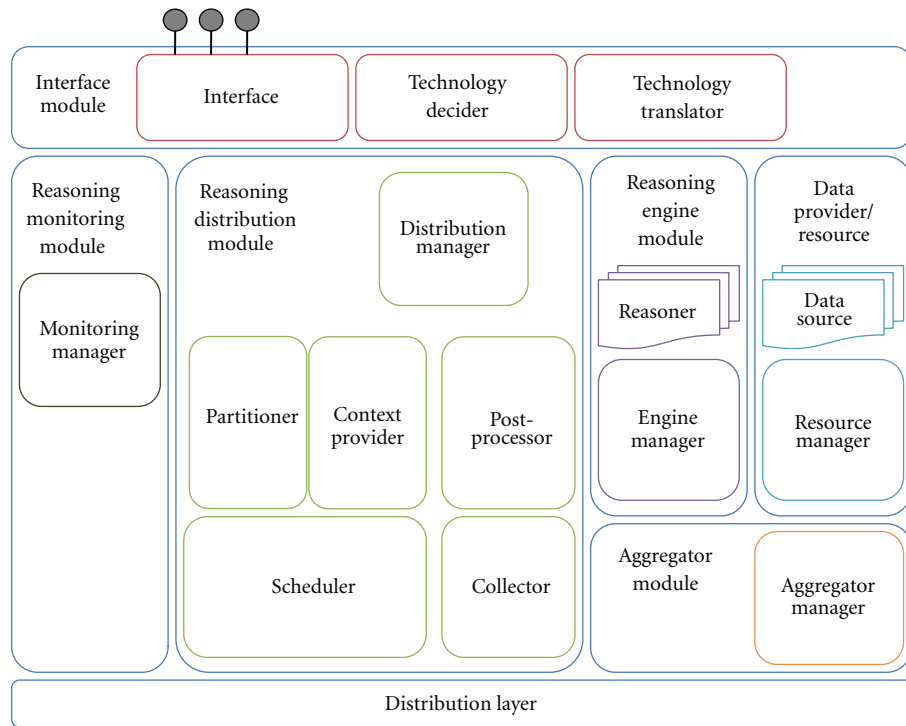 Interface
module
Interface
Technology
decider
Technology
translator
Reasoning
monitoring
module
Monitoring
manager
Reasoning
distribution
module
Distribution
manager
Partitioner
Context
provider
Post-
processor
Scheduler
Collector
Reasoning
engine
module
Reasoner
Engine
manager
Data
provider/
resource
Data
source
Resource
manager
Aggregator
module
Aggregator
manager
Distribution layer